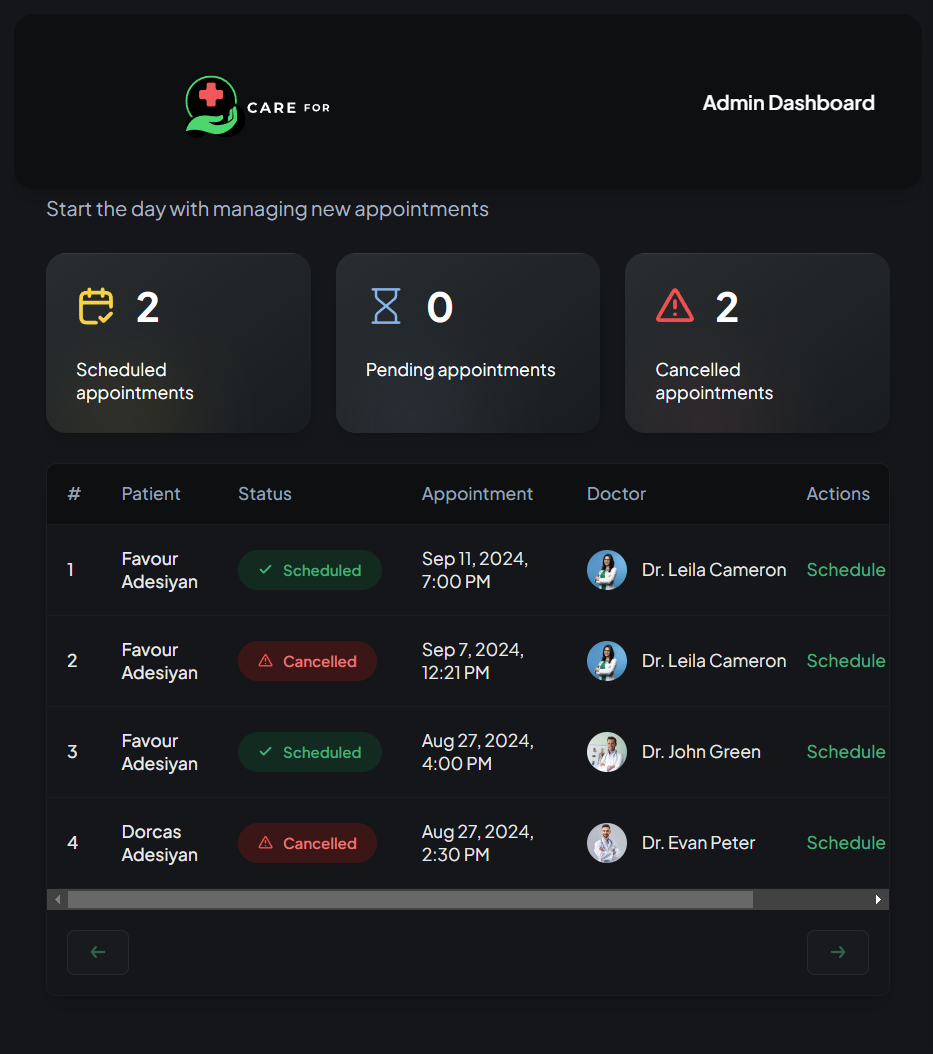 CARE FOR
Admin Dashboard
Start the day with managing new appointments
2
Scheduled
appointments
0
Pending appointments
2
Cancelled
appointments
# Patient Status Appointment Doctor Actions
1 Favour Adesiyan Scheduled Sep 11, 2024, 7:00 PM Dr. Leila Cameron Schedule
2 Favour Adesiyan Cancelled Sep 7, 2024, 12:21 PM Dr. Leila Cameron Schedule
3 Favour Adesiyan Scheduled Aug 27, 2024, 4:00 PM Dr. John Green Schedule
4 Dorcas Adesiyan Cancelled Aug 27, 2024, 2:30 PM Dr. Evan Peter Schedule